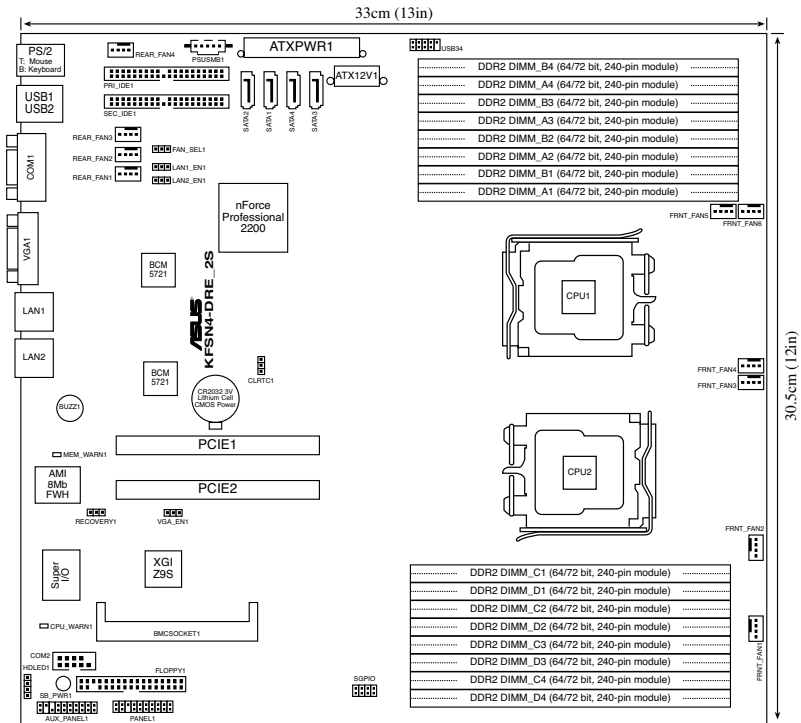 33cm (13in)
PS/2
T: Mouse
B: Keyboard
REAR_FAN4
PSUSMB1
ATXPWR1
USB34
PRI_IDE1
ATX12V1
USB1
USB2
SEC_IDE1
SATA2
SATA1
SATA4
SATA3
DDR2 DIMM_B4 (64/72 bit, 240-pin module)
DDR2 DIMM_A4 (64/72 bit, 240-pin module)
DDR2 DIMM_B3 (64/72 bit, 240-pin module)
DDR2 DIMM_A3 (64/72 bit, 240-pin module)
DDR2 DIMM_B2 (64/72 bit, 240-pin module)
DDR2 DIMM_A2 (64/72 bit, 240-pin module)
DDR2 DIMM_B1 (64/72 bit, 240-pin module)
DDR2 DIMM_A1 (64/72 bit, 240-pin module)
COM1
REAR_FAN3
FAN_SEL1
REAR_FAN2
LAN1_EN1
REAR_FAN1
LAN2_EN1
nForce
Professional
2200
FRNT_FAN5
FRNT_FAN6
VGA1
BCM
5721
CPU1
LAN1
ASUS
KFSN4-DRE_2S
LAN2
BCM
5721
CLRTC1
FRNT_FAN4
FRNT_FAN3
30.5cm (12in)
CR2032 3V
Lithium Cell
CMOS Power
BUZZ1
PCIE1
MEM_WARN1
AMI
8Mb
FWH
PCIE2
CPU2
RECOVERY1
VGA_EN1
FRNT_FAN2
Super
I/O
XGI
Z9S
DDR2 DIMM_C1 (64/72 bit, 240-pin module)
DDR2 DIMM_D1 (64/72 bit, 240-pin module)
DDR2 DIMM_C2 (64/72 bit, 240-pin module)
DDR2 DIMM_D2 (64/72 bit, 240-pin module)
DDR2 DIMM_C3 (64/72 bit, 240-pin module)
DDR2 DIMM_D3 (64/72 bit, 240-pin module)
DDR2 DIMM_C4 (64/72 bit, 240-pin module)
DDR2 DIMM_D4 (64/72 bit, 240-pin module)
CPU_WARN1
BMCSOCKET1
FRNT_FAN1
COM2
HDLED1
FLOPPY1
SGPIO
SB_PWR1
AUX_PANEL1
PANEL1